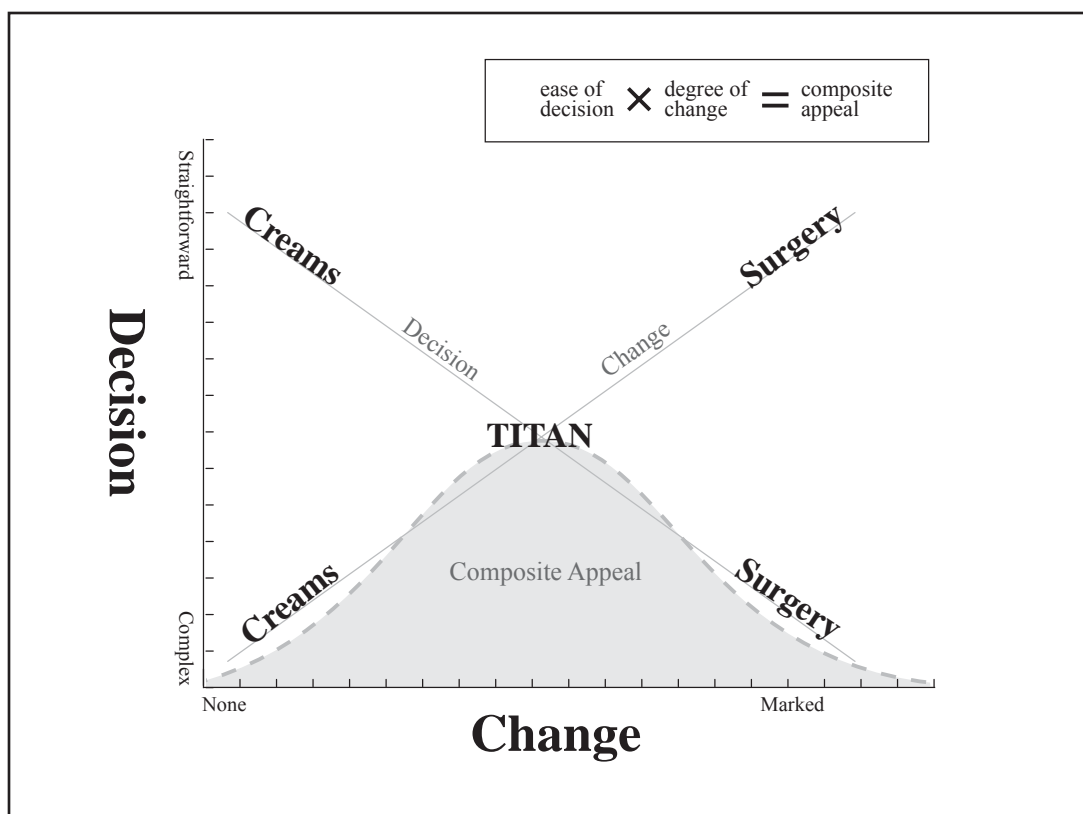 ease of
decision
×
degree of
change
=
composite
appeal
Straightforward
Creams
Surgery
Decision
Change
Decision
TITAN
Composite Appeal
Creams
Surgery
Complex
None
Marked
Change